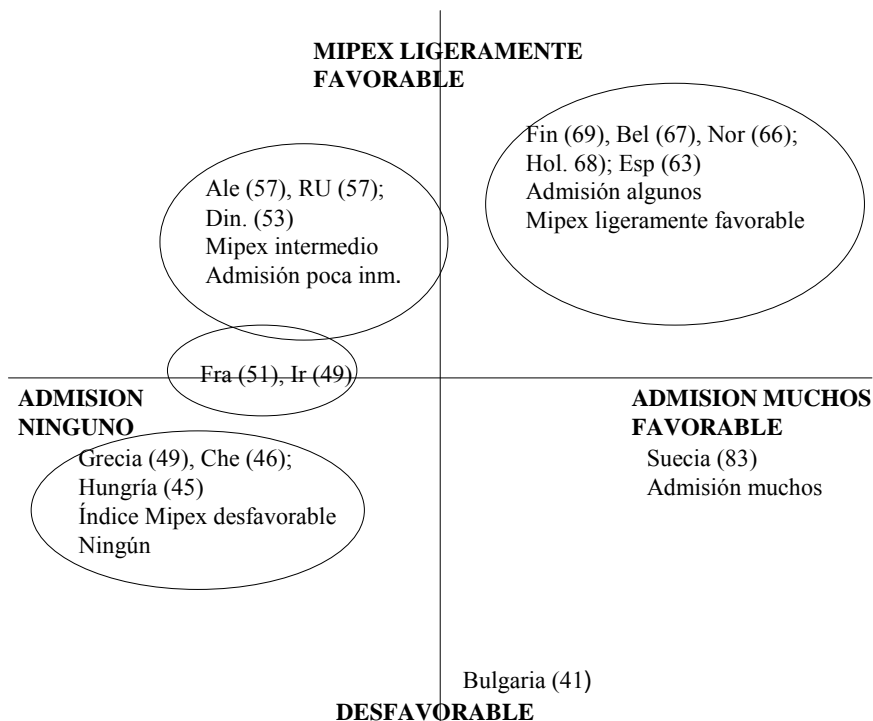 MIPEX LIGERAMENTE
FAVORABLE
Fin (69), Bel (67), Nor (66);
Hol. 68); Esp (63)
Admisión algunos
Mipex ligeramente favorable
Ale (57), RU (57);
Din. (53)
Mipex intermedio
Admisión poca inm.
Fra (51), Ir (49)
ADMISION
NINGUNO
ADMISION MUCHOS
FAVORABLE
Grecia (49), Che (46);
Hungría (45)
Índice Mipex desfavorable
Ningún
Suecia (83)
Admisión muchos
Bulgaria (41)
DESFAVORABLE